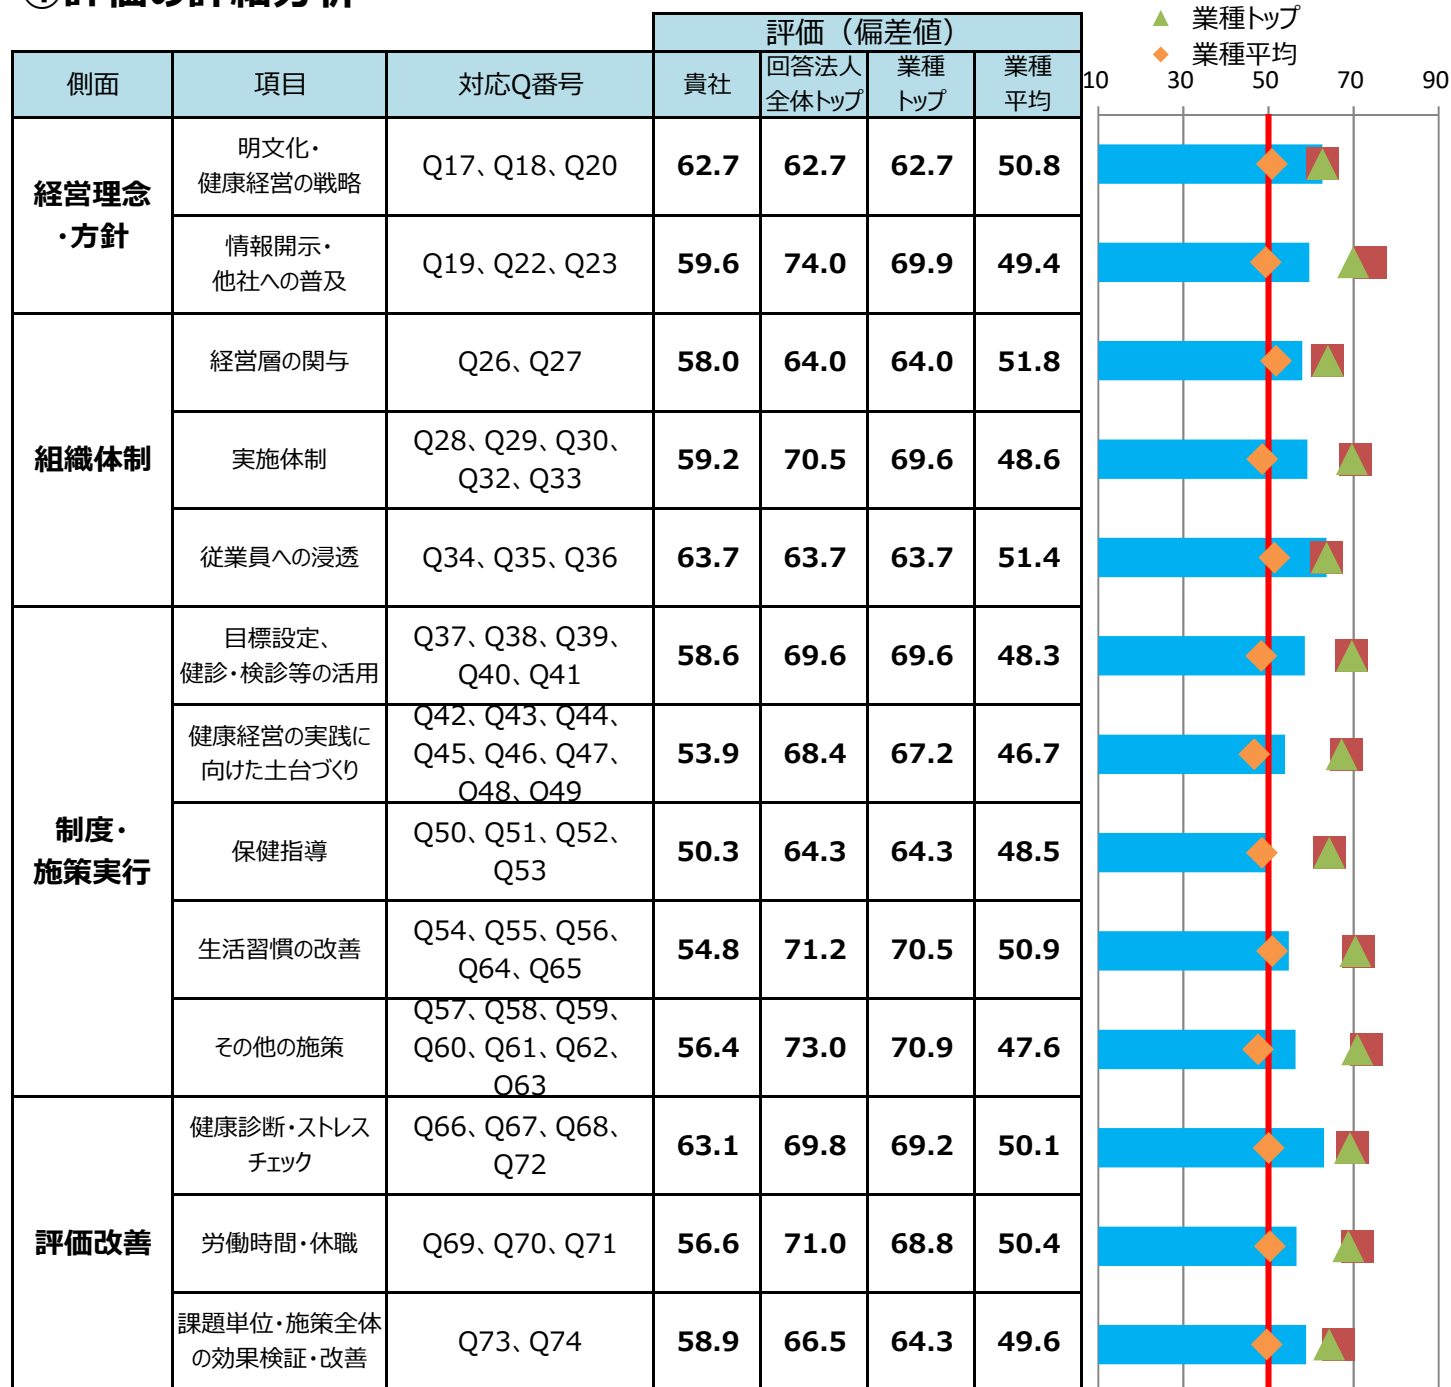 ①評価の詳細分析
業種トップ
業種平均
評価（偏差値）
側面 項目 対応Q番号 貴社 回答法人全体トップ 業種トップ 業種平均
10 30 50 70 90
経営理念・方針
明文化・健康経営の戦略 Q17、Q18、Q20 62.7 62.7 62.7 50.8
情報開示・他社への普及 Q19、Q22、Q23 59.6 74.0 69.9 49.4
組織体制
経営層の関与 Q26、Q27 58.0 64.0 64.0 51.8
実施体制 Q28、Q29、Q30、Q32、Q33 59.2 70.5 69.6 48.6
従業員への浸透 Q34、Q35、Q36 63.7 63.7 63.7 51.4
制度・施策実行
目標設定、健診・検診等の活用 Q37、Q38、Q39、Q40、Q41 58.6 69.6 69.6 48.3
健康経営の実践に向けた土台づくり Q42、Q43、Q44、Q45、Q46、Q47、Q48、Q49 53.9 68.4 67.2 46.7
保健指導 Q50、Q51、Q52、Q53 50.3 64.3 64.3 48.5
生活習慣の改善 Q54、Q55、Q56、Q64、Q65 54.8 71.2 70.5 50.9
その他の施策 Q57、Q58、Q59、Q60、Q61、Q62、Q63 56.4 73.0 70.9 47.6
評価改善
健康診断・ストレスチェック Q66、Q67、Q68、Q72 63.1 69.8 69.2 50.1
労働時間・休職 Q69、Q70、Q71 56.6 71.0 68.8 50.4
課題単位・施策全体の効果検証・改善 Q73、Q74 58.9 66.5 64.3 49.6